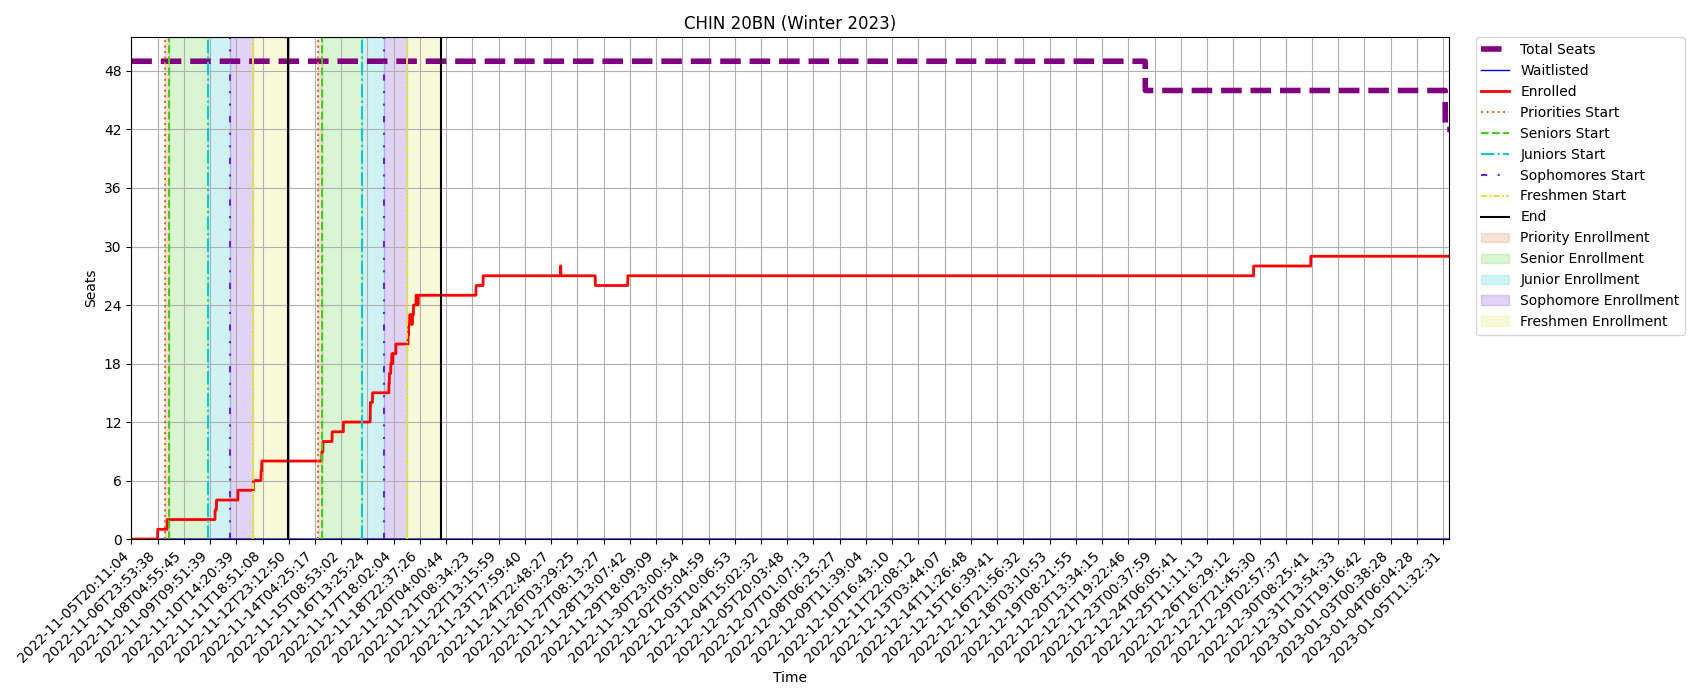 CHIN 20BN (Winter 2023)
Seats
48
42
36
30
24
18
12
6
0
2022-11-05T20:11:04
2022-11-06T23:53:38
2022-11-08T04:55:45
2022-11-09T09:51:39
2022-11-10T14:20:39
2022-11-11T18:51:08
2022-11-12T23:12:50
2022-11-14T04:25:17
2022-11-15T08:53:02
2022-11-16T13:25:24
2022-11-17T18:02:04
2022-11-18T22:37:26
2022-11-20T04:00:44
2022-11-21T08:34:23
2022-11-22T13:15:59
2022-11-23T17:59:40
2022-11-24T22:48:27
2022-11-26T03:29:25
2022-11-27T08:13:27
2022-11-28T13:07:42
2022-11-29T18:09:09
2022-11-30T23:00:54
2022-12-02T05:04:59
2022-12-03T10:06:53
2022-12-04T15:02:32
2022-12-05T20:03:48
2022-12-07T01:07:13
2022-12-08T06:25:27
2022-12-09T11:39:04
2022-12-10T16:43:10
2022-12-11T22:08:12
2022-12-13T03:44:07
2022-12-14T11:26:48
2022-12-15T16:39:41
2022-12-16T21:56:32
2022-12-18T03:10:53
2022-12-19T08:21:55
2022-12-20T13:34:15
2022-12-21T19:22:46
2022-12-23T00:37:59
2022-12-24T06:05:41
2022-12-25T11:11:13
2022-12-26T16:29:12
2022-12-27T21:45:30
2022-12-29T02:57:37
2022-12-30T08:25:41
2022-12-31T13:54:33
2023-01-01T19:16:42
2023-01-03T00:38:28
2023-01-04T06:04:28
2023-01-05T11:32:31
Time
Total Seats
Waitlisted
Enrolled
Priorities Start
Seniors Start
Juniors Start
Sophomores Start
Freshmen Start
End
Priority Enrollment
Senior Enrollment
Junior Enrollment
Sophomore Enrollment
Freshmen Enrollment